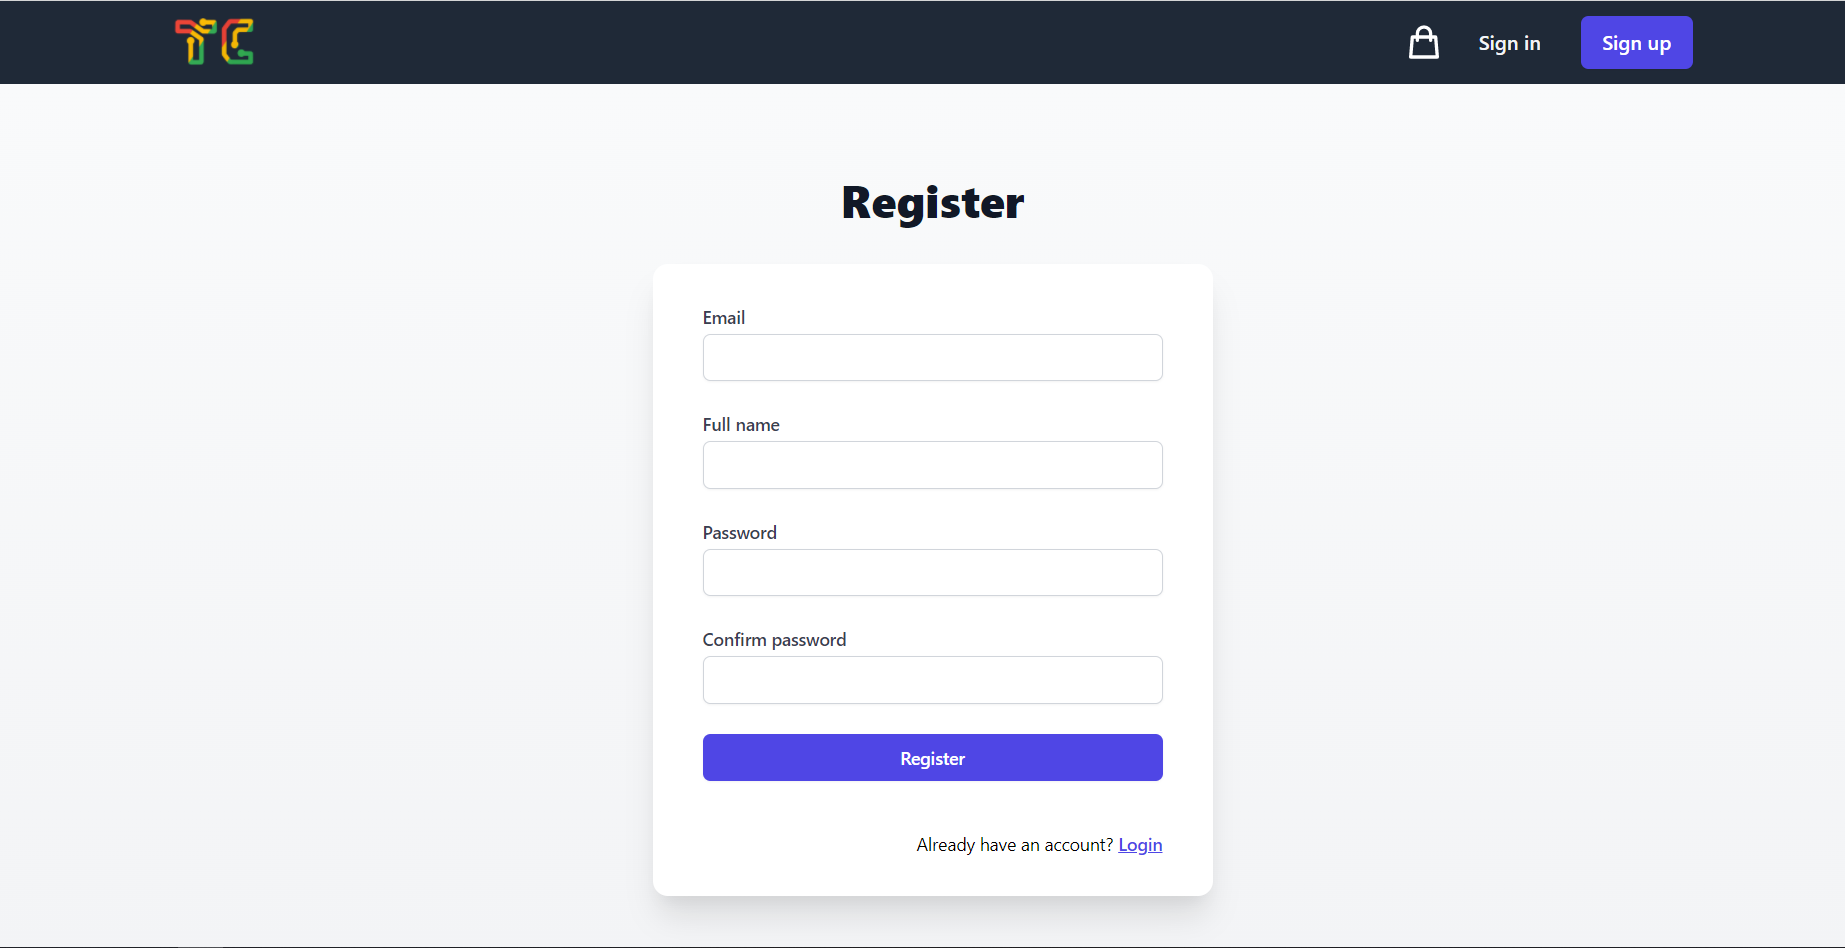 TC
Sign in
Sign up
Register
Email
Full name
Password
Confirm password
Register
Already have an account? Login